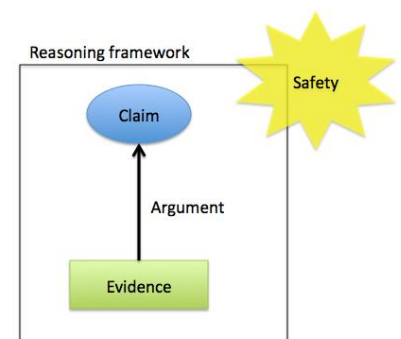 Reasoning framework
Safety
Claim
Argument
Evidence